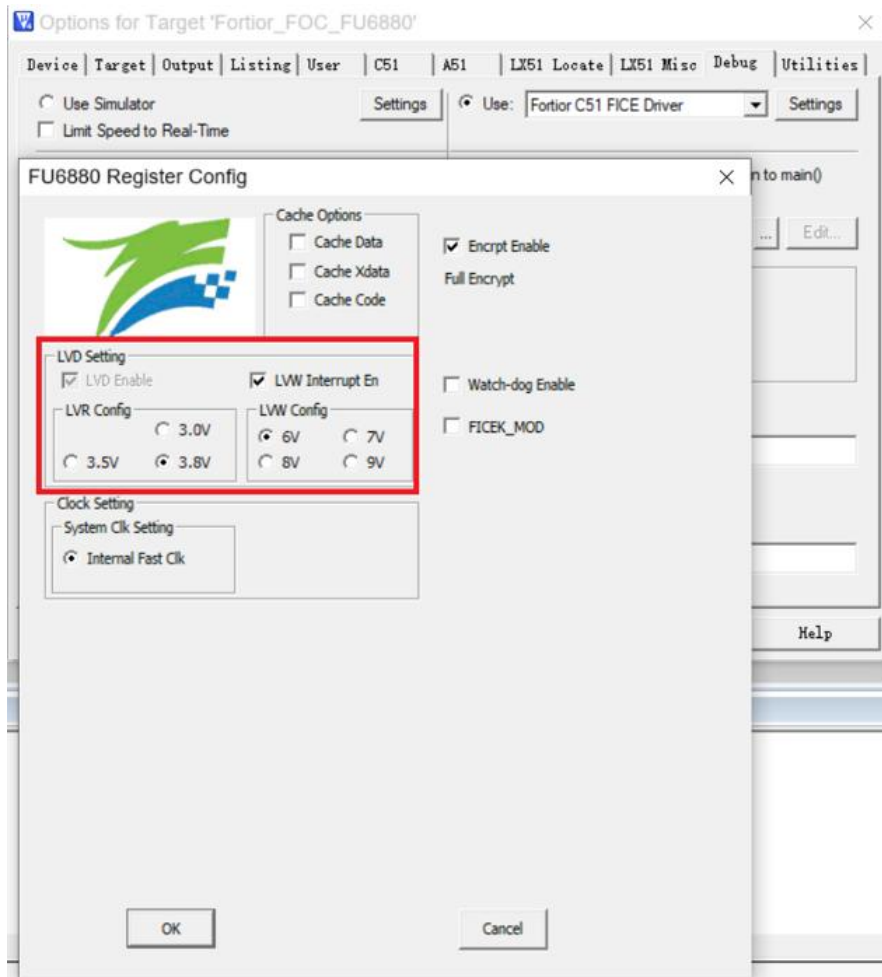 Options for Target 'Fortior_FOC_FU6880'
Device Target Output Listing User C51 A51 LX51 Locate LX51 Misc Debug Utilities
Use Simulator Settings Use: Fortior C51 FICE Driver Settings
Limit Speed to Real-Time
FU6880 Register Config
to main()
... Edit...
Cache Options
Cache Data
Cache Xdata
Cache Code
Encrpt Enable
Full Encrypt
LVD Setting
LVD Enable LVW Interrupt En
LVR Config LVW Config
3.0V 6V 7V
3.5V 3.8V 8V 9V
Watch-dog Enable
FICEK_MOD
Clock Setting
System Clk Setting
Internal Fast Clk
Help
OK Cancel